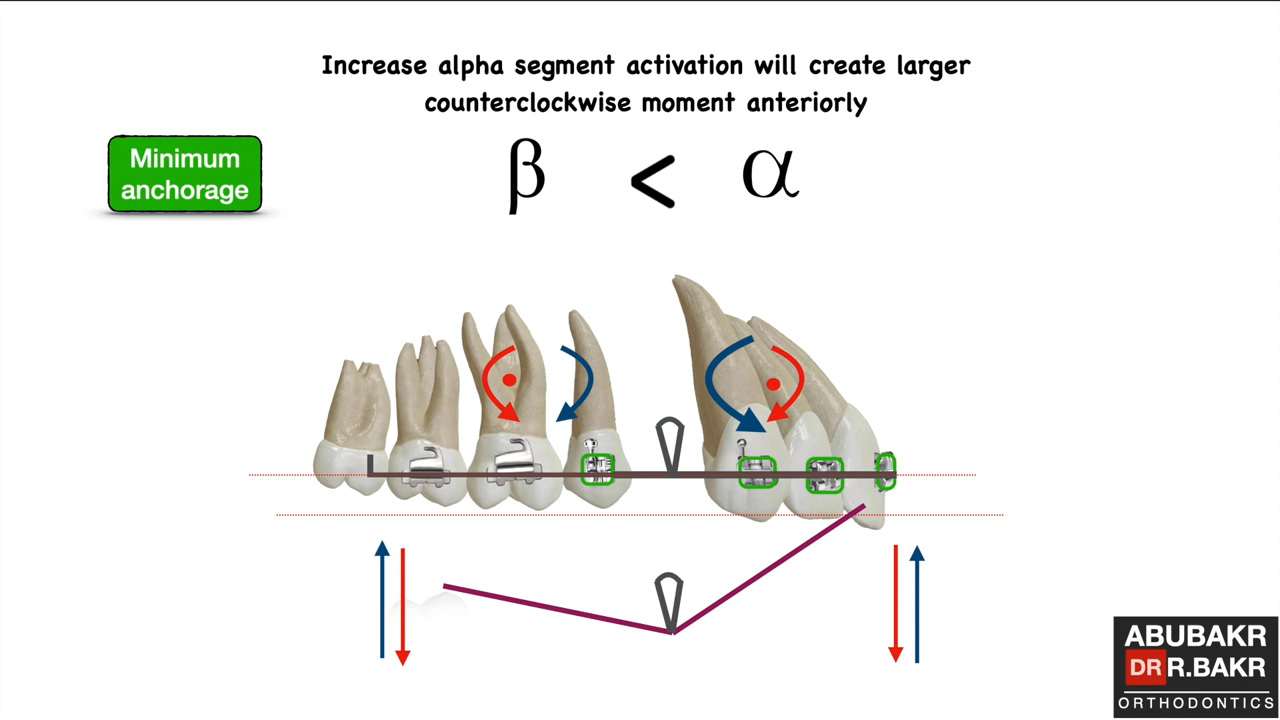 Increase alpha segment activation will create larger
counterclockwise moment anteriorly
Minimum
anchorage
β < α
ABUBAKR
DR R.BAKR
ORTHODONTICS